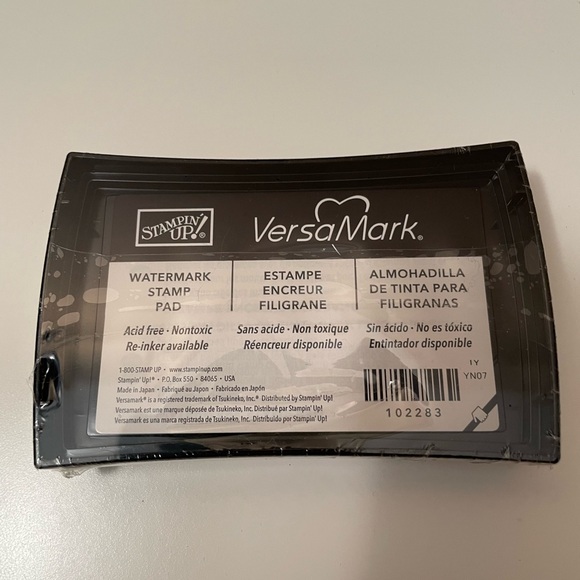 STAMPIN' UP!®
VersaMark®
WATERMARK STAMP PAD
Acid free • Nontoxic
Re-inker available
ESTAMPE ENCREUR FILIGRANE
Sans acide • Non toxique
Réencreur disponible
ALMOHADILLA DE TINTA PARA FILIGRANAS
Sin ácido • No es tóxico
Entintador disponible
1-800-STAMP UP • www.stampinup.com
Stampin' Up!® • P.O. Box 550 • 84065 • USA
Made in Japan • Fabriqué au Japon • Fabricado en Japón
VersaMark® is a registered trademark of Tsukineko, Inc.® Distributed by Stampin' Up!
Versamark est une marque déposée de Tsukineko, Inc. Distribué par Stampin' Up!
Versamark es una marca registrada de Tsukineko, Inc. Distribuido por Stampin' Up!
1Y
YN07
102283